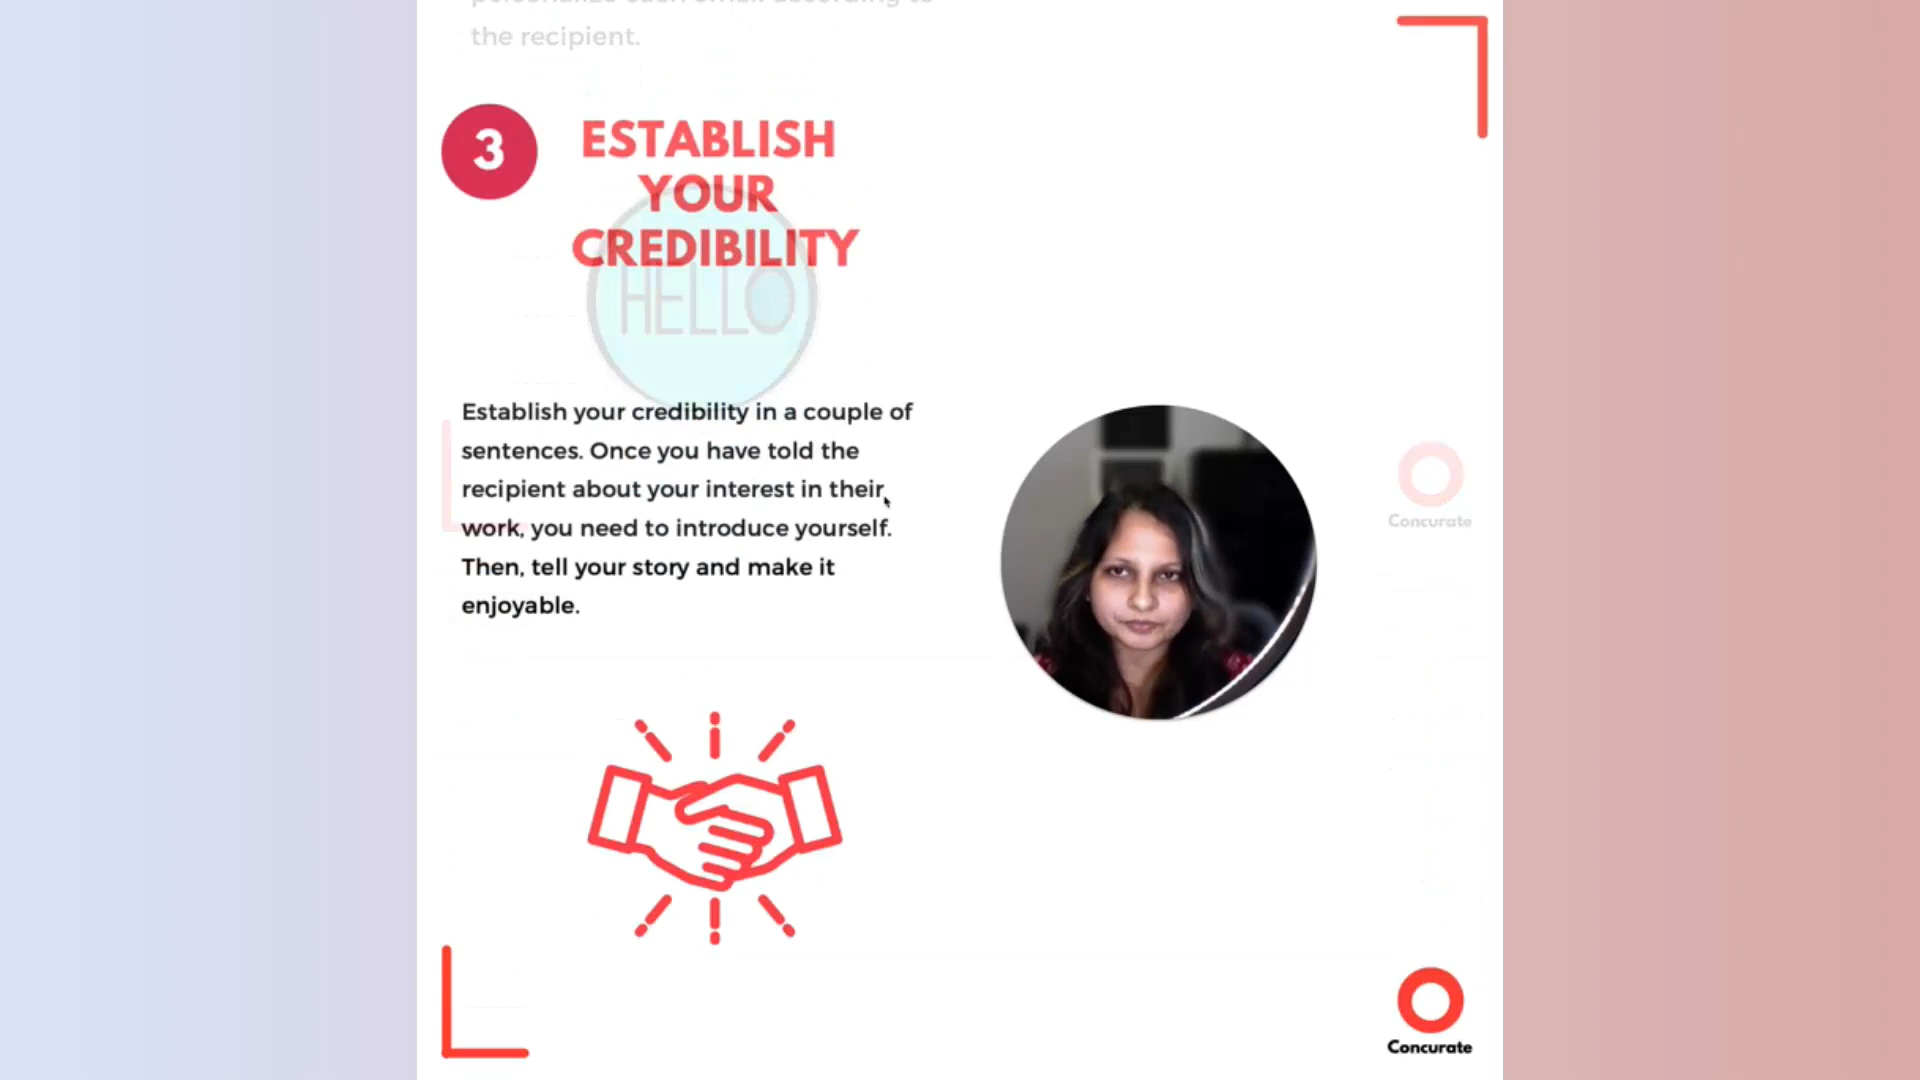 the recipient.
3
ESTABLISH
YOUR
CREDIBILITY
HELLO
Establish your credibility in a couple of
sentences. Once you have told the
recipient about your interest in their
work, you need to introduce yourself.
Then, tell your story and make it
enjoyable.
Concurate
Concurate